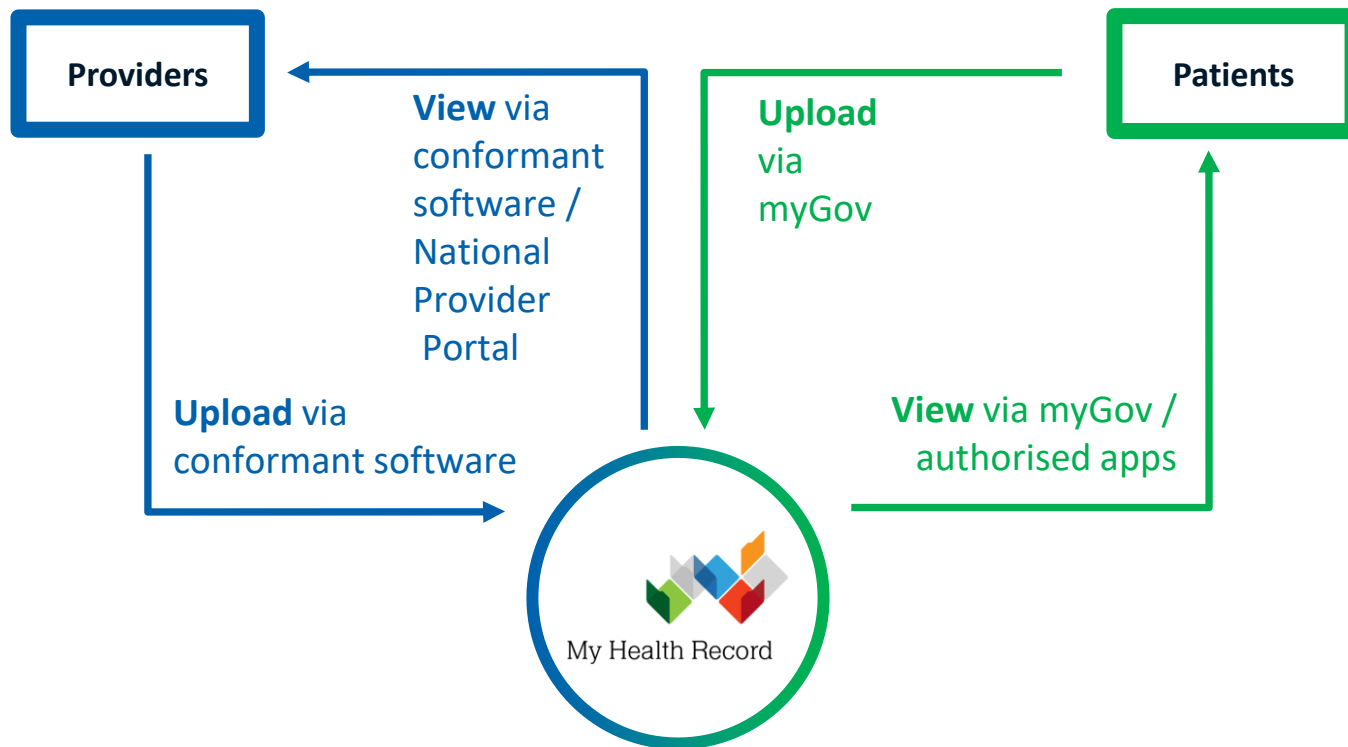 Providers
View via
conformant
software /
National
Provider
Portal
Upload via
conformant software
Upload
via
myGov
Patients
View via myGov /
authorised apps
My Health Record